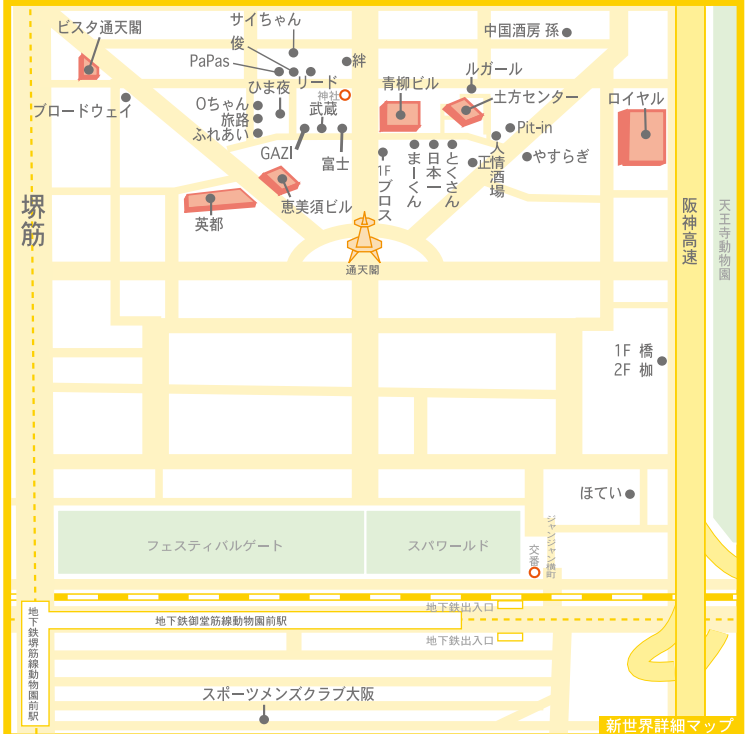 サイちゃん
ビスタ通天閣
俊
中国酒房 孫
PaPas
絆
リード
ルガール
ひま夜
神社
青柳ビル
土方センター
ロイヤル
ブロードウェイ
Oちゃん
旅路
ふれあい
武蔵
Pit-in
GAZI
富士
1F ブロス
まーくん
日本一
とくさん
正
人情酒場
やすらぎ
堺筋
英都
恵美須ビル
阪神高速
天王寺動物園
通天閣
1F 橋
2F 枷
ほてい
フェスティバルゲート
スパワールド
交番
ジャンジャン横町
地下鉄出入口
地下鉄御堂筋線動物園前駅
地下鉄堺筋線動物園前駅
地下鉄出入口
スポーツメンズクラブ大阪
新世界詳細マップ